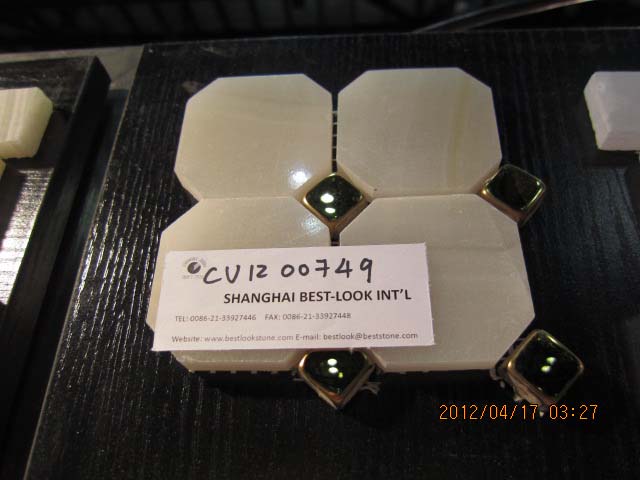 CU12 00749
SHANGHAI BEST-LOOK INT'L
TEL: 0086-21-33927446 FAX: 0086-21-33927448
Website: www.bestlookstone.com E-mail: bestlook@beststone.com
2012/04/17 03:27